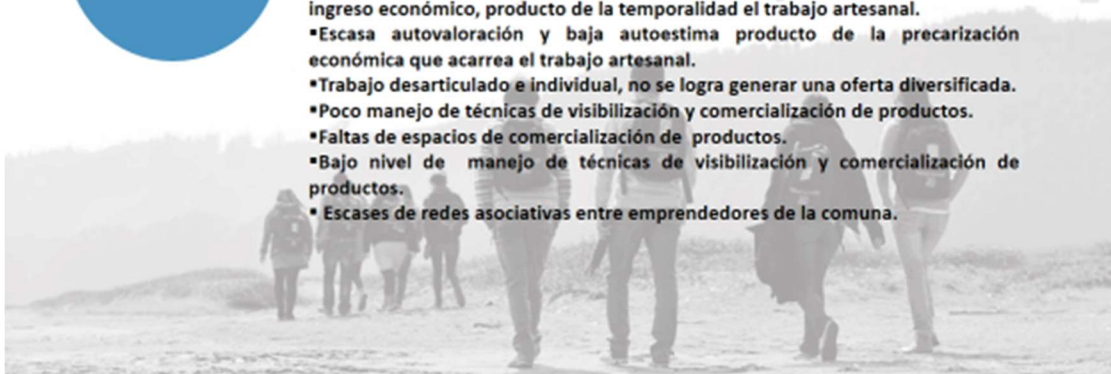 ingreso económico, producto de la temporalidad el trabajo artesanal.
▪Escasa autovaloración y baja autoestima producto de la precarización
económica que acarrea el trabajo artesanal.
▪Trabajo desarticulado e individual, no se logra generar una oferta diversificada.
▪Poco manejo de técnicas de visibilización y comercialización de productos.
▪Faltas de espacios de comercialización de productos.
▪Bajo nivel de manejo de técnicas de visibilización y comercialización de
productos.
▪ Escases de redes asociativas entre emprendedores de la comuna.